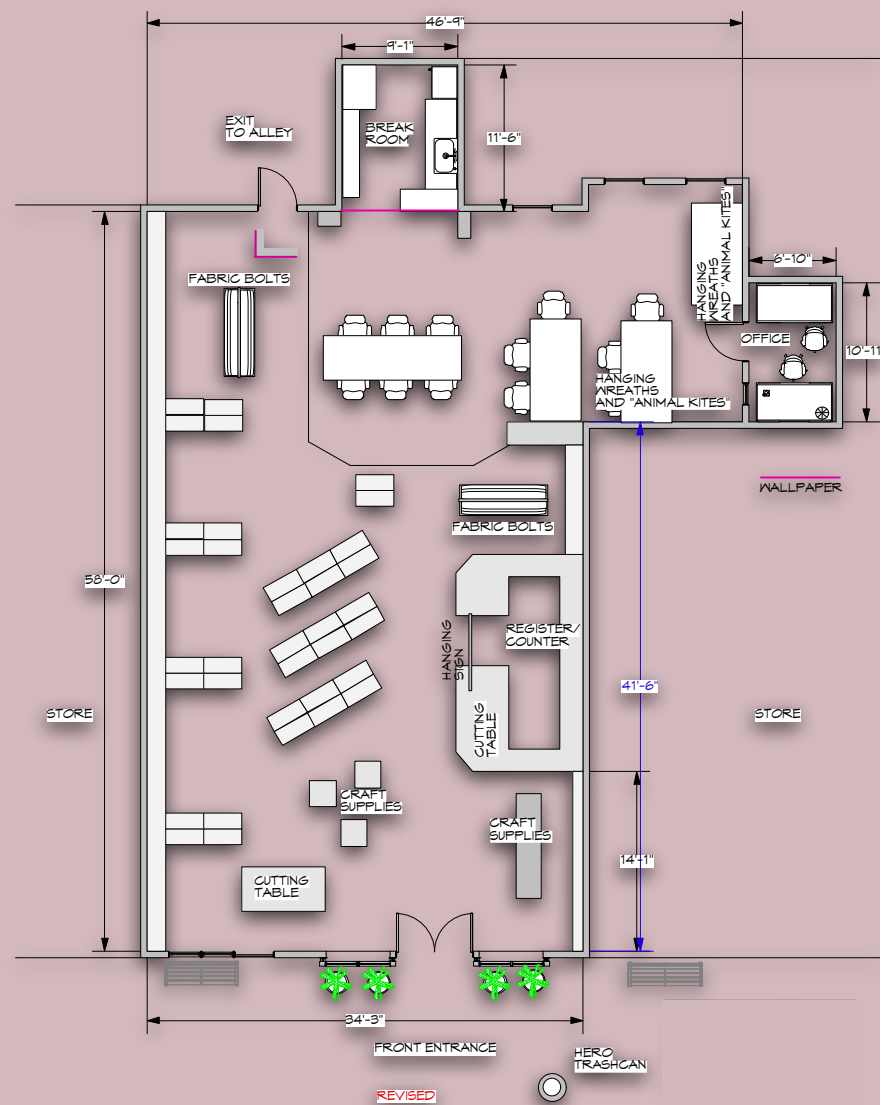 46'-9"
9'-1"
EXIT
TO ALLEY
BREAK
ROOM
11'-6"
HANGING
WREATHS
AND "ANIMAL KITES"
6'-10"
FABRIC BOLTS
OFFICE
10'-11
HANGING
WREATHS
AND "ANIMAL KITES"
WALLPAPER
FABRIC BOLTS
58'-0"
HANGING
SIGN
REGISTER/
COUNTER
41'-6"
STORE
STORE
CUTTING
TABLE
CRAFT
SUPPLIES
CRAFT
SUPPLIES
14'-1"
CUTTING
TABLE
34'-3"
FRONT ENTRANCE
HERO
TRASHCAN
REVISED